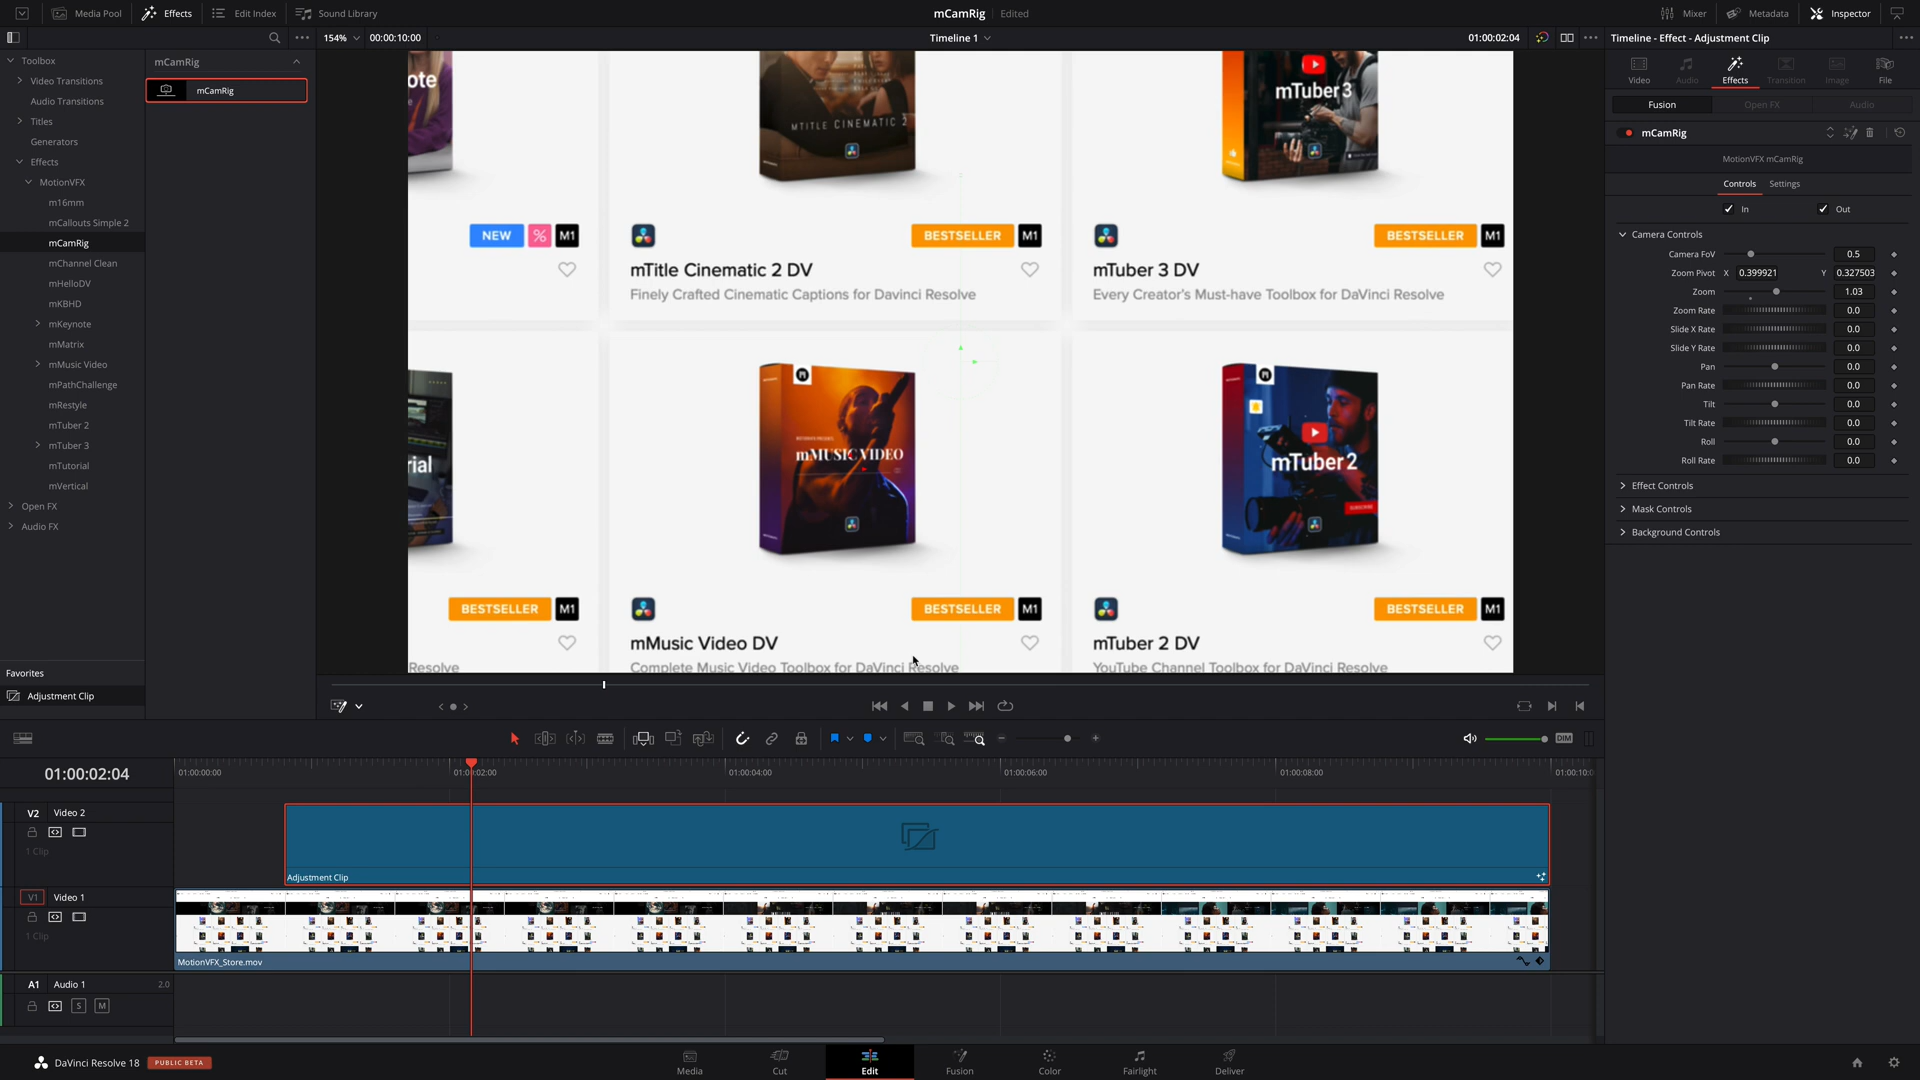 Media Pool
Effects
Edit Index
Sound Library
mCamRig
Edited
Mixer
Metadata
Inspector
154%
00:00:10:00
Timeline 1
01:00:02:04
Timeline - Effect - Adjustment Clip
Toolbox
Video Transitions
Audio Transitions
Titles
Generators
Effects
MotionVFX
m16mm
mCallouts Simple 2
mCamRig
mChannel Clean
mHelloDV
mKBHD
mKeynote
mMatrix
mMusic Video
mPathChallenge
mRestyle
mTuber 2
mTuber 3
mTutorial
mVertical
Open FX
Audio FX
Favorites
Adjustment Clip
mCamRig
mCamRig
ote
MTITLE CINEMATIC 2
mTuber 3
NEW
%
M1
BESTSELLER
M1
BESTSELLER
M1
mTitle Cinematic 2 DV
Finely Crafted Cinematic Captions for Davinci Resolve
mTuber 3 DV
Every Creator's Must-have Toolbox for DaVinci Resolve
rial
mMUSIC VIDEO
mTuber 2
SUBSCRIBE
BESTSELLER
M1
BESTSELLER
M1
BESTSELLER
M1
Resolve
mMusic Video DV
Complete Music Video Toolbox for DaVinci Resolve
mTuber 2 DV
YouTube Channel Toolbox for DaVinci Resolve
Video
Audio
Effects
Transition
Image
File
Fusion
Open FX
Audio
mCamRig
MotionVFX mCamRig
Controls
Settings
In
Out
Camera Controls
Camera FoV 0.5
Zoom Pivot X 0.399921 Y 0.327503
Zoom 1.03
Zoom Rate 0.0
Slide X Rate 0.0
Slide Y Rate 0.0
Pan 0.0
Pan Rate 0.0
Tilt 0.0
Tilt Rate 0.0
Roll 0.0
Roll Rate 0.0
Effect Controls
Mask Controls
Background Controls
DIM
01:00:02:04
01:00:00:00
01:00:04:00
01:00:06:00
01:00:08:00
V2 Video 2
1 Clip
Adjustment Clip
V1 Video 1
1 Clip
MotionVFX_Store.mov
A1 Audio 1 2.0
S M
DaVinci Resolve 18
PUBLIC BETA
Media
Cut
Edit
Fusion
Color
Fairlight
Deliver